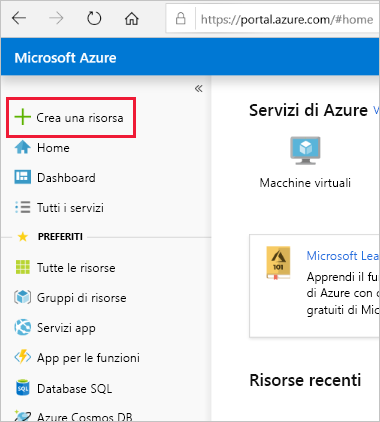 https://portal.azure.com/#home
Microsoft Azure
Crea una risorsa
Home
Dashboard
Tutti i servizi
PREFERITI
Tutte le risorse
Gruppi di risorse
Servizi app
App per le funzioni
Database SQL
Azure Cosmos DB
Servizi di Azure V
Macchine virtuali
101
Microsoft Lea
Apprendi il fu
di Azure con c
gratuiti di Mic
Risorse recenti